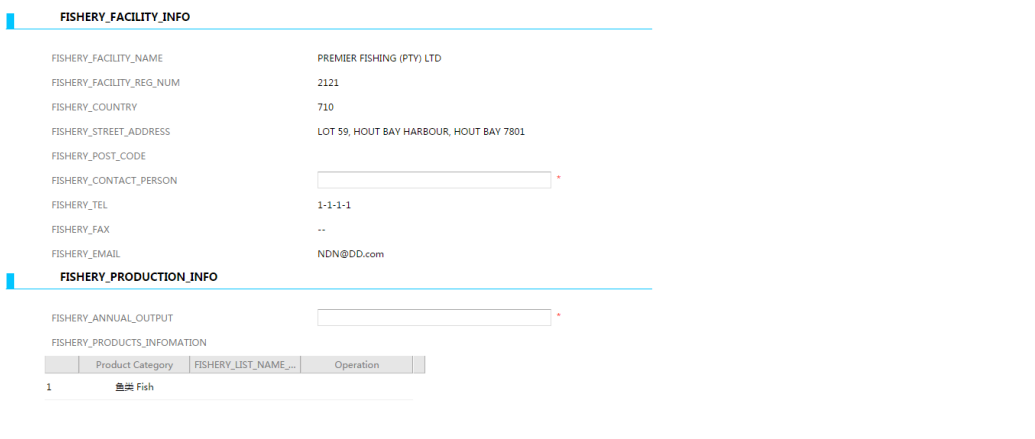 FISHERY_FACILITY_INFO
FISHERY_FACILITY_NAME PREMIER FISHING (PTY) LTD
FISHERY_FACILITY_REG_NUM 2121
FISHERY_COUNTRY 710
FISHERY_STREET_ADDRESS LOT 59, HOUT BAY HARBOUR, HOUT BAY 7801
FISHERY_POST_CODE
FISHERY_CONTACT_PERSON *
FISHERY_TEL 1-1-1-1
FISHERY_FAX --
FISHERY_EMAIL NDN@DD.com
FISHERY_PRODUCTION_INFO
FISHERY_ANNUAL_OUTPUT *
FISHERY_PRODUCTS_INFOMATION
Product Category FISHERY_LIST_NAME_... Operation
1 鱼类 Fish